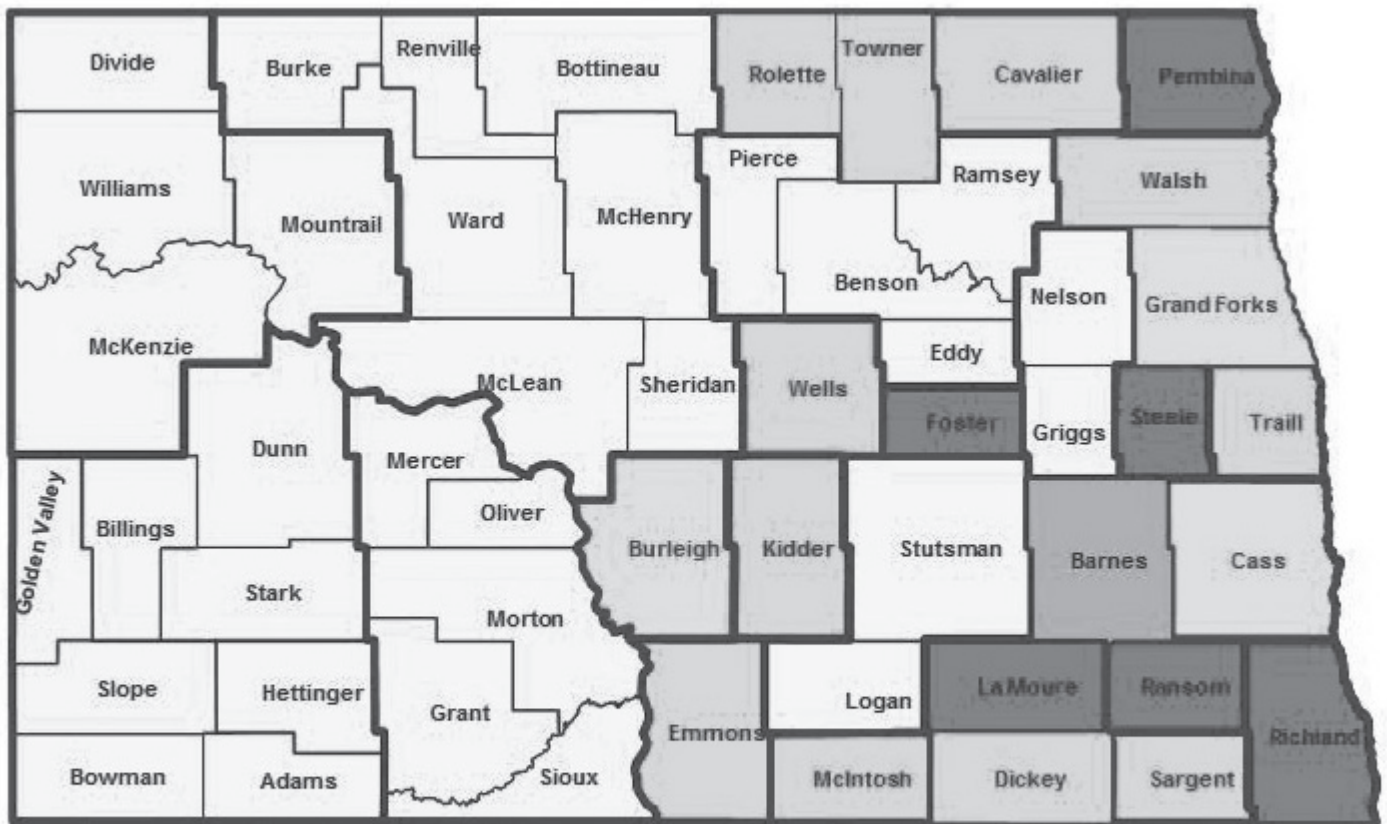 Divide
Burke
Renville
Bottineau
Rolette
Towner
Cavalier
Pembina
Williams
Mountrail
Ward
McHenry
Pierce
Ramsey
Walsh
Benson
Nelson
Grand Forks
McKenzie
McLean
Sheridan
Wells
Eddy
Foster
Griggs
Steele
Traill
Dunn
Mercer
Oliver
Golden Valley
Billings
Stark
Morton
Burleigh
Kidder
Stutsman
Barnes
Cass
Slope
Hettinger
Grant
Emmons
Logan
La Moure
Ransom
Richland
Bowman
Adams
Sioux
McIntosh
Dickey
Sargent